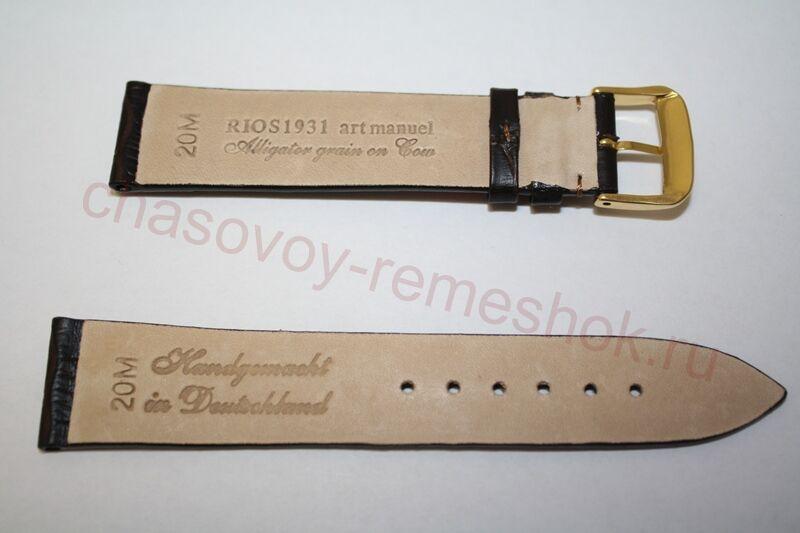 20M
RIOS1931 art manuel
Alligator grain on Cow
chasovoy-remeshok.ru
20M
Handgemacht
in Deutschland